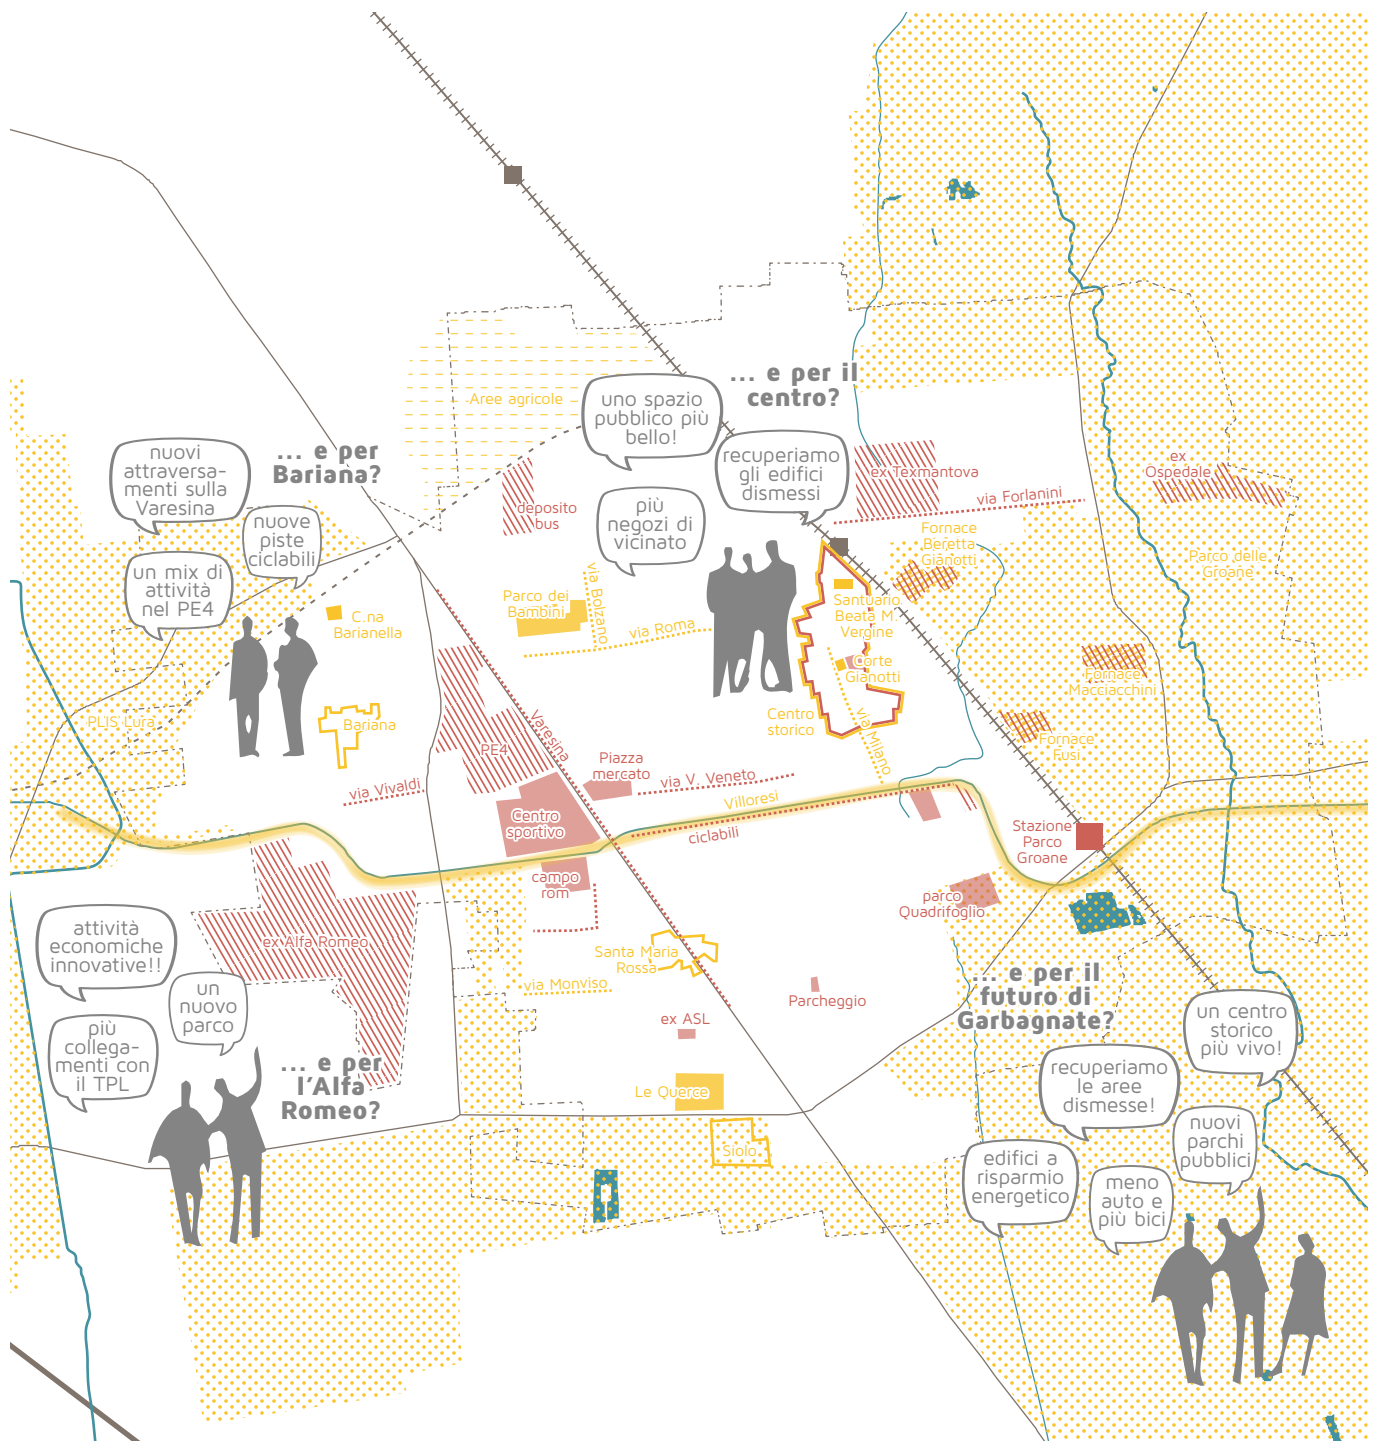 ... e per il
centro?
uno spazio
pubblico più
bello!
recuperiamo
gli edifici
dismessi
più
negozi di
vicinato
Aree agricole
... e per
Bariana?
nuovi
attraversa-
menti sulla
Varesina
nuove
piste
ciclabili
un mix di
attività
nel PE4
deposito
bus
ex Texmantova
via Forlanini
ex
Ospedale
Fornace
Beretta
Gianotti
Parco delle
Groane
C.na
Barianella
Parco dei
Bambini
via Bolzano
via Roma
Santuario
Beata M.
Vergine
Corte
Gianotti
Fornace
Macciacchini
PLIS Lura
Bariana
Centro
storico
via Milano
Fornace
Fusi
PE4
Varesina
Piazza
mercato
via V. Veneto
via Vivaldi
Villoresi
ciclabili
Centro
sportivo
Stazione
Parco
Groane
campo
rom
parco
Quadrifoglio
ex Alfa Romeo
Santa Maria
Rossa
via Monviso
Parcheggio
ex ASL
Le Querce
Siolo
attività
economiche
innovative!!
un
nuovo
parco
più
collega-
menti con
il TPL
... e per
l'Alfa
Romeo?
... e per il
futuro di
Garbagnate?
un centro
storico
più vivo!
recuperiamo
le aree
dismesse!
nuovi
parchi
pubblici
edifici a
risparmio
energetico
meno
auto e
più bici